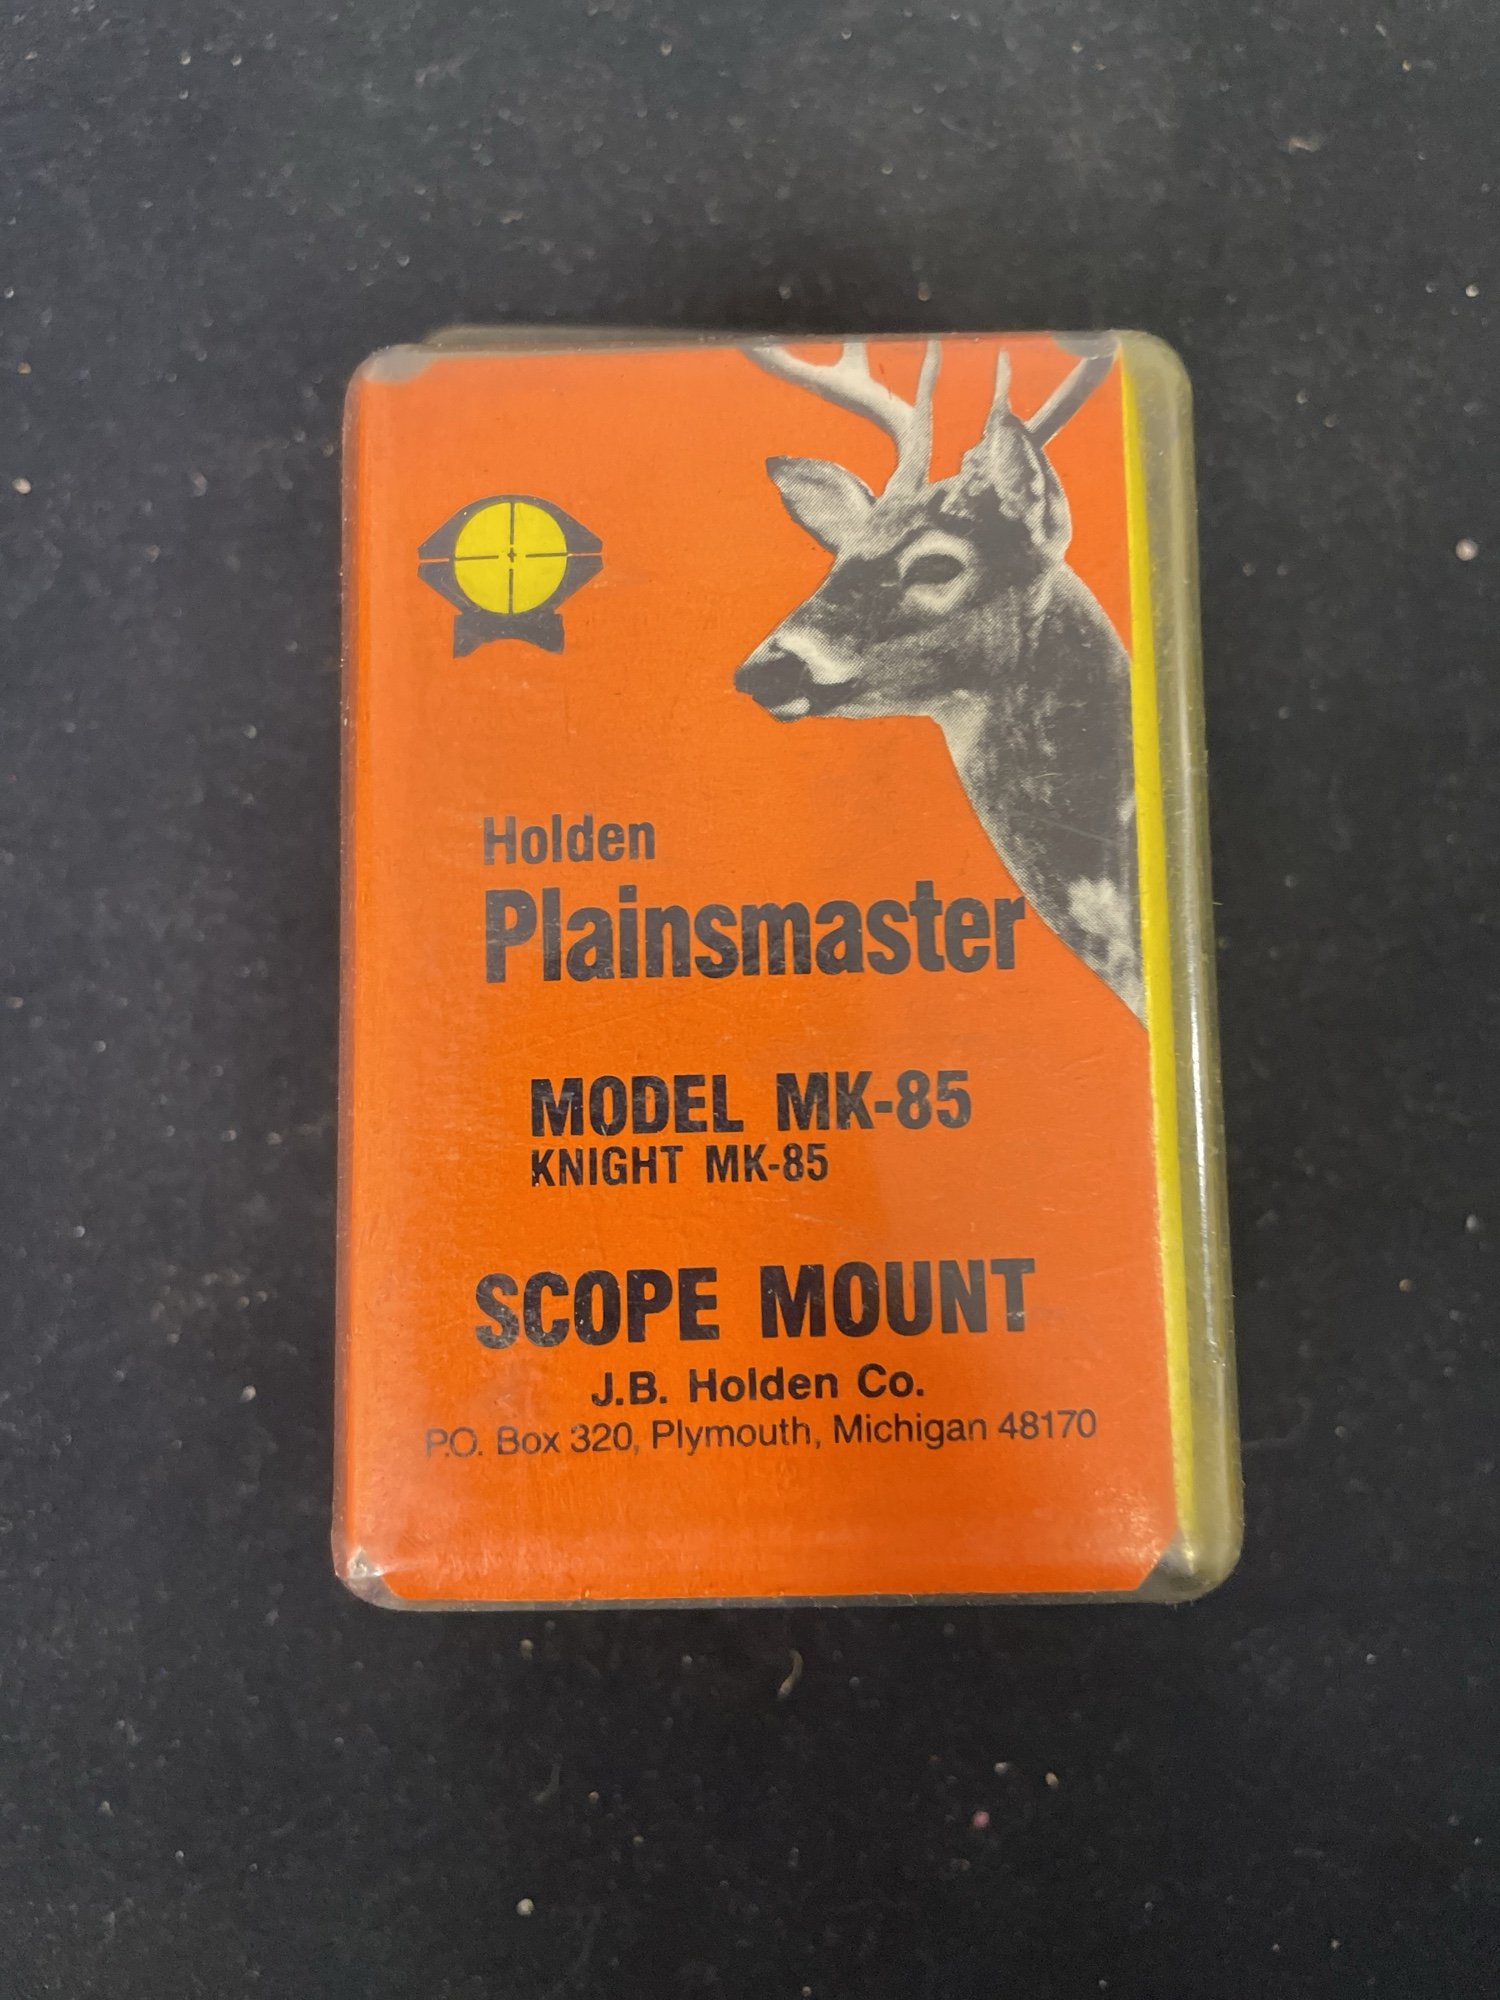 Holden
Plainsmaster
MODEL MK-85
KNIGHT MK-85
SCOPE MOUNT
J.B. Holden Co.
P.O. Box 320, Plymouth, Michigan 48170